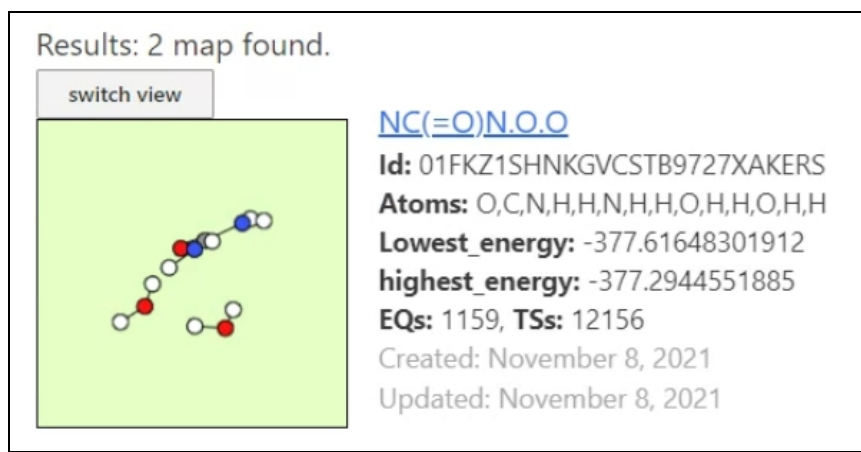 Results: 2 map found.
switch view
NC(=O)N.O.O
Id: 01FKZ1SHNKGVCSTB9727XAKERS
Atoms: O,C,N,H,H,N,H,H,O,H,H,O,H,H
Lowest_energy: -377.61648301912
highest_energy: -377.2944551885
EQs: 1159, TSs: 12156
Created: November 8, 2021
Updated: November 8, 2021